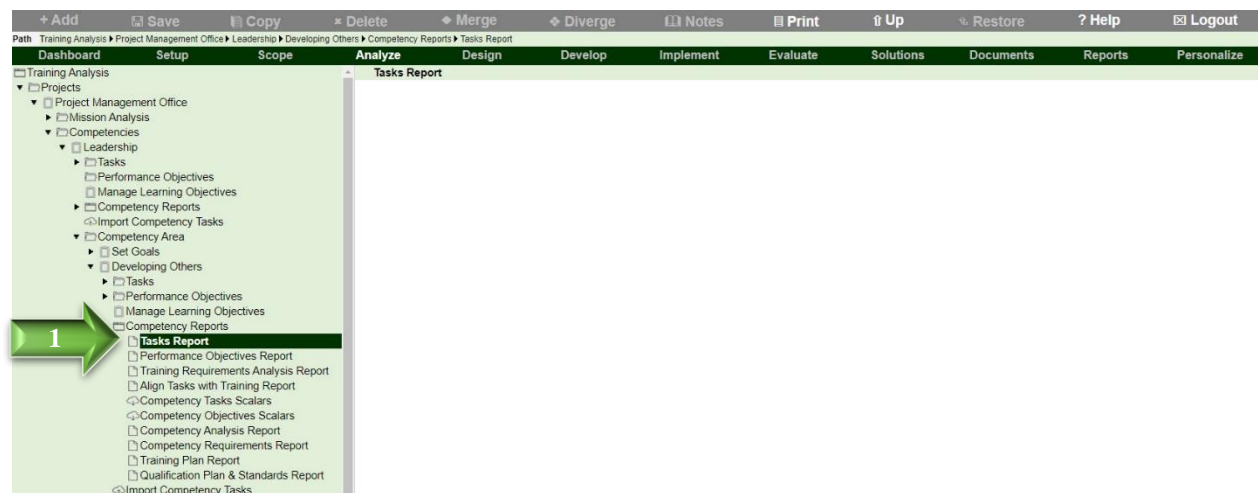 + Add Save Copy × Delete Merge Diverge Notes Print Up Restore ? Help Logout
Path Training Analysis Project Management Office Leadership Developing Others Competency Reports Tasks Report
Dashboard Setup Scope Analyze Design Develop Implement Evaluate Solutions Documents Reports Personalize
Training Analysis
Tasks Report
Projects
Project Management Office
Mission Analysis
Competencies
Leadership
Tasks
Performance Objectives
Manage Learning Objectives
Competency Reports
Import Competency Tasks
Competency Area
Set Goals
Developing Others
Tasks
Performance Objectives
Manage Learning Objectives
Competency Reports
1
Tasks Report
Performance Objectives Report
Training Requirements Analysis Report
Align Tasks with Training Report
Competency Tasks Scalars
Competency Objectives Scalars
Competency Analysis Report
Competency Requirements Report
Training Plan Report
Qualification Plan & Standards Report
Import Competency Tasks